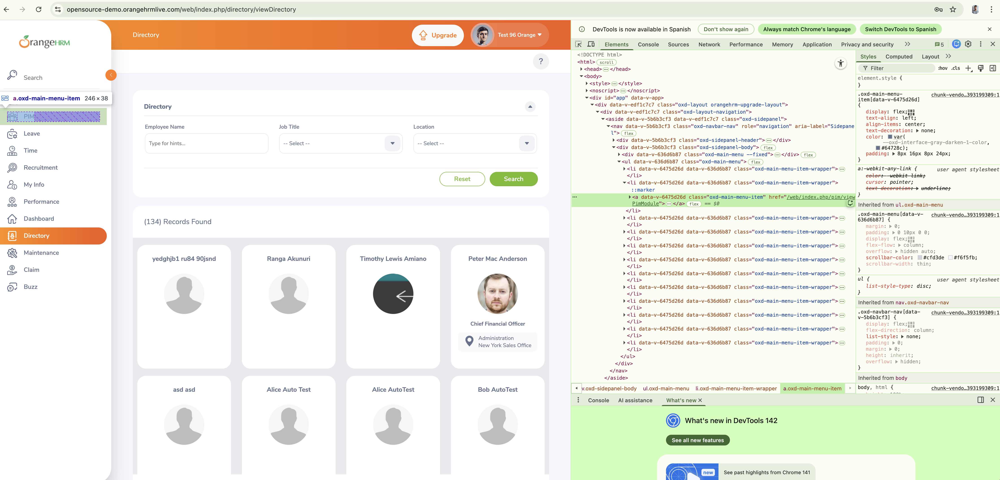 opensource-demo.orangehrmlive.com/web/index.php/directory/viewDirectory
OrangeHRM
Search
a.oxd-main-menu-item 246 × 38
PIM
Leave
Time
Recruitment
My Info
Performance
Dashboard
Directory
Maintenance
Claim
Buzz
Directory
Upgrade
Test 96 Orange
?
Directory
Employee Name
Job Title
Location
Type for hints...
-- Select --
-- Select --
Reset
Search
(134) Records Found
yedghjb1 ru84 90jsnd
Ranga Akunuri
Timothy Lewis Amiano
Peter Mac Anderson
Chief Financial Officer
Administration
New York Sales Office
asd asd
Alice Auto Test
Alice AutoTest
Bob AutoTest
DevTools is now available in Spanish
Don't show again
Always match Chrome's language
Switch DevTools to Spanish
Elements
Console
Sources
Network
Performance
Memory
Application
Privacy and security
5
<!DOCTYPE html>
<html> scroll
<head> ... </head>
<body>
<style> ... </style>
<noscript> ... </noscript>
<div id="app" data-v-app>
<div data-v-edf1c7c7 class="oxd-layout orangehrm-upgrade-layout">
<div data-v-edf1c7c7 class="oxd-layout-navigation">
<aside data-v-5b6b3cf3 data-v-edf1c7c7 class="oxd-sidepanel">
<nav data-v-5b6b3cf3 class="oxd-navbar-nav" role="navigation" aria-label="Sidepane
l"> flex
<div data-v-5b6b3cf3 class="oxd-sidepanel-header"> ... </div>
<div data-v-5b6b3cf3 class="oxd-sidepanel-body"> flex
<div data-v-636d6b87 class="oxd-main-menu --fixed"> ... </div> flex
<ul data-v-636d6b87 class="oxd-main-menu"> flex
<li data-v-6475d26d data-v-636d6b87 class="oxd-main-menu-item-wrapper"> ...
</li>
<li data-v-6475d26d data-v-636d6b87 class="oxd-main-menu-item-wrapper">
::marker
... <a data-v-6475d26d class="oxd-main-menu-item" href="/web/index.php/pim/view
PimModule"> ... </a> flex == $0
</li>
<li data-v-6475d26d data-v-636d6b87 class="oxd-main-menu-item-wrapper"> ...
</li>
<li data-v-6475d26d data-v-636d6b87 class="oxd-main-menu-item-wrapper"> ...
</li>
<li data-v-6475d26d data-v-636d6b87 class="oxd-main-menu-item-wrapper"> ...
</li>
<li data-v-6475d26d data-v-636d6b87 class="oxd-main-menu-item-wrapper"> ...
</li>
<li data-v-6475d26d data-v-636d6b87 class="oxd-main-menu-item-wrapper"> ...
</li>
<li data-v-6475d26d data-v-636d6b87 class="oxd-main-menu-item-wrapper"> ...
</li>
<li data-v-6475d26d data-v-636d6b87 class="oxd-main-menu-item-wrapper"> ...
</li>
<li data-v-6475d26d data-v-636d6b87 class="oxd-main-menu-item-wrapper"> ...
</li>
<li data-v-6475d26d data-v-636d6b87 class="oxd-main-menu-item-wrapper"> ...
</li>
<li data-v-6475d26d data-v-636d6b87 class="oxd-main-menu-item-wrapper"> ...
</li>
</ul>
</div>
</nav>
</aside>
v.oxd-sidepanel-body
ul.oxd-main-menu
li.oxd-main-menu-item-wrapper
a.oxd-main-menu-item
Styles
Computed
Layout
Filter
:hov
.cls
element.style {
}
.oxd-main-menu- chunk-vendo...393199309:1
item[data-v-6475d26d]
{
display: flex;
text-align: left;
align-items: center;
text-decoration: none;
color: var(
--oxd-interface-gray-darken-1-color,
#64728c);
padding: 8px 16px 8px 24px;
}
a:-webkit-any-link { user agent stylesheet
color: -webkit-link;
cursor: pointer;
text-decoration: underline;
}
Inherited from ul.oxd-main-menu
.oxd-main-menu[data-v- chunk-vendo...393199309:1
636d6b87] {
margin: 0;
padding: 0 10px 0 0;
display: flex;
flex-flow: column;
overflow: hidden auto;
scrollbar-color: #cfd3de #f6f5fb;
scrollbar-width: thin;
}
ul { user agent stylesheet
list-style-type: disc;
}
Inherited from nav.oxd-navbar-nav
.oxd-navbar-nav[data- chunk-vendo...393199309:1
v-5b6b3cf3] {
display: flex;
flex-direction: column;
list-style: none;
padding: 0;
margin: 0;
height: inherit;
overflow: hidden;
}
Inherited from body
body, html { chunk-vendo...393199309:1
Console
AI assistance
What's new
What's new in DevTools 142
See all new features
new
See past highlights from Chrome 141